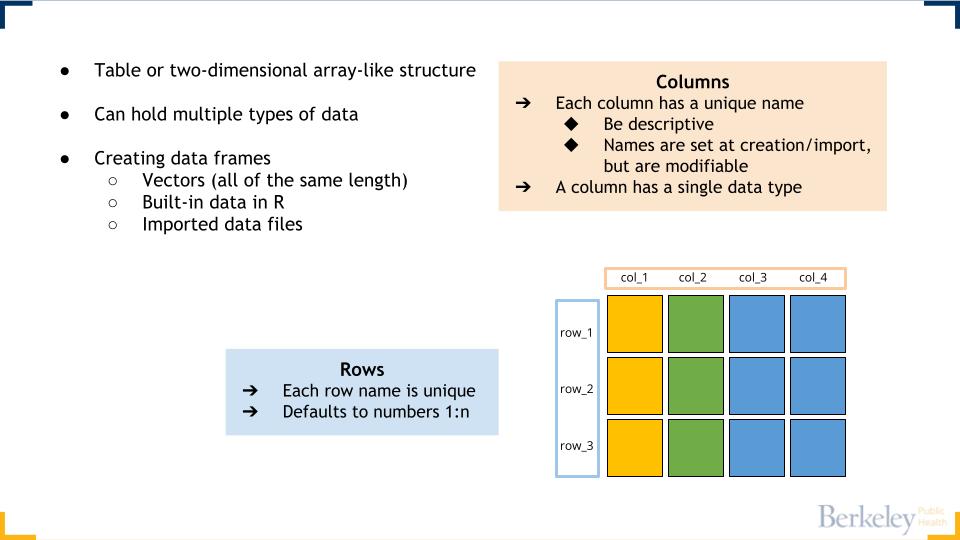 ● Table or two-dimensional array-like structure
● Can hold multiple types of data
● Creating data frames
○ Vectors (all of the same length)
○ Built-in data in R
○ Imported data files
Columns
➔ Each column has a unique name
◆ Be descriptive
◆ Names are set at creation/import,
but are modifiable
➔ A column has a single data type
Rows
➔ Each row name is unique
➔ Defaults to numbers 1:n
col_1 col_2 col_3 col_4
row_1
row_2
row_3
Berkeley Public
Health